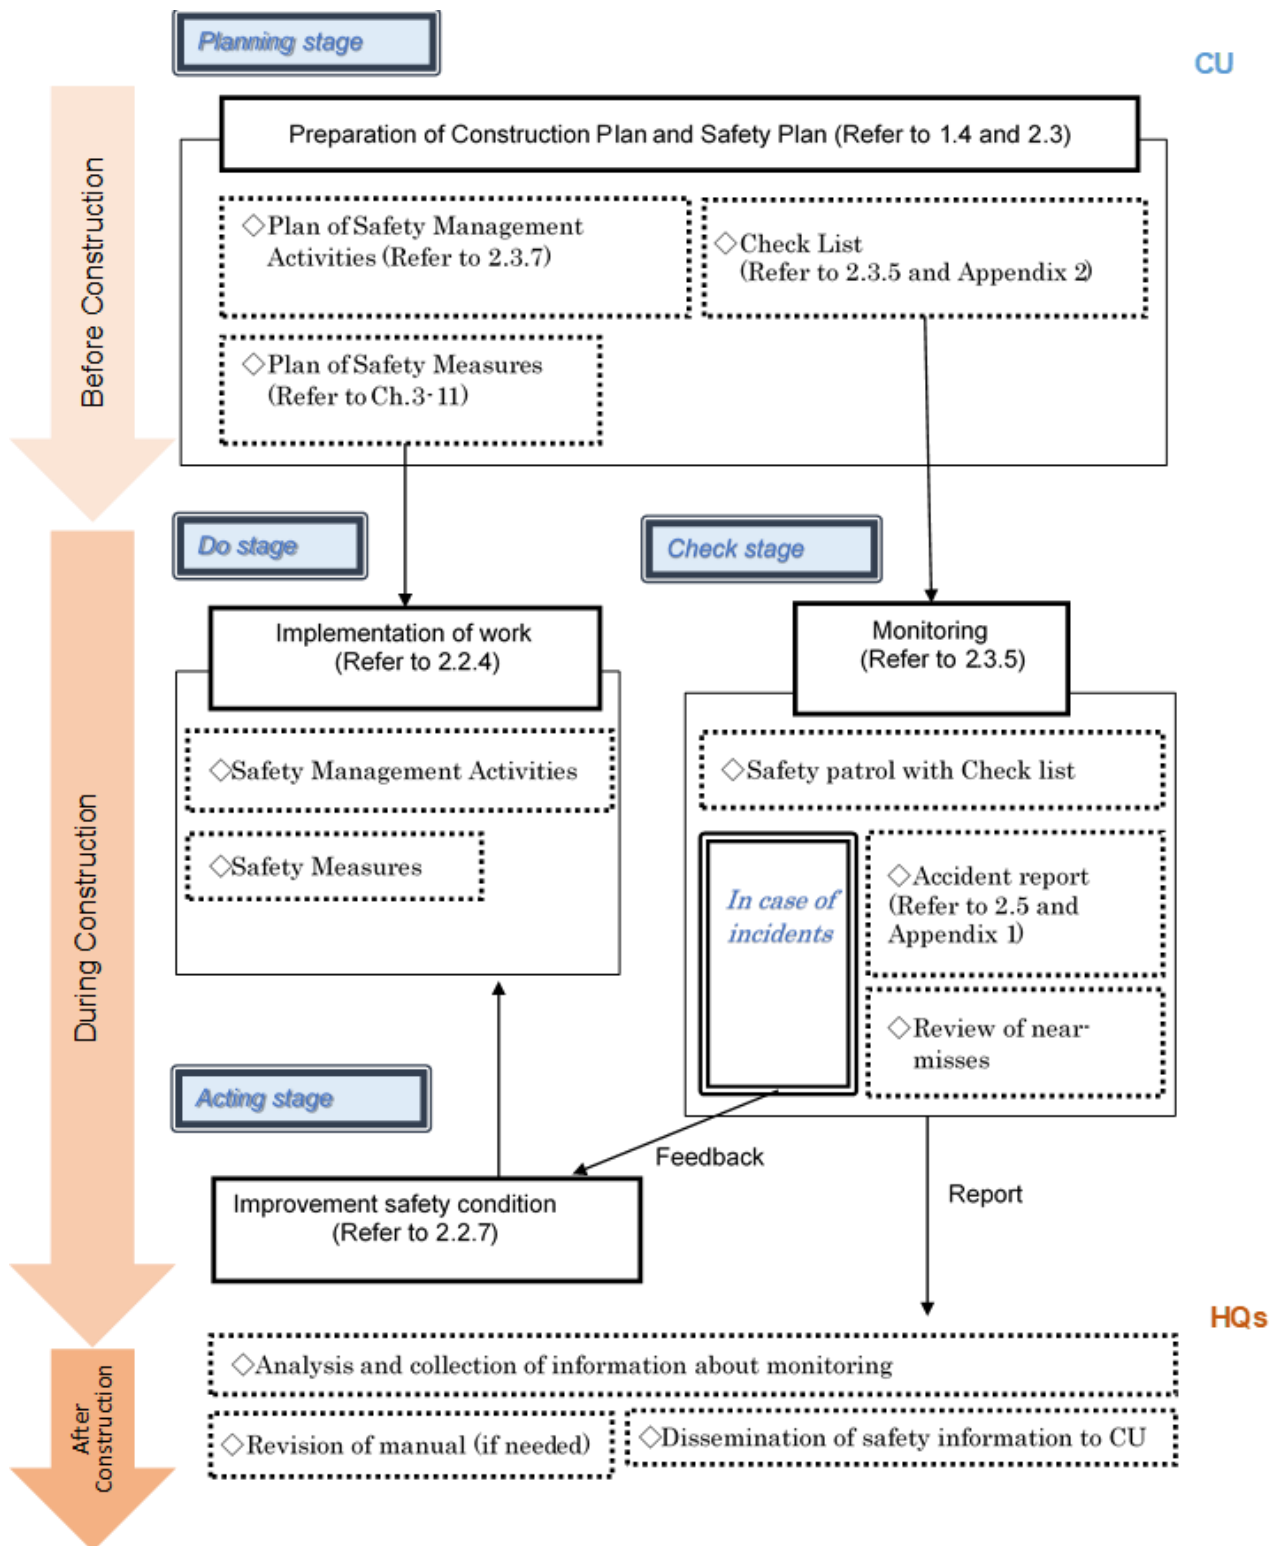 Planning stage
CU
Before Construction
Preparation of Construction Plan and Safety Plan (Refer to 1.4 and 2.3)
◇Plan of Safety Management
Activities (Refer to 2.3.7)
◇Check List
(Refer to 2.3.5 and Appendix 2)
◇Plan of Safety Measures
(Refer to Ch.3-11)
During Construction
Do stage
Check stage
Implementation of work
(Refer to 2.2.4)
Monitoring
(Refer to 2.3.5)
◇Safety Management Activities
◇Safety Measures
◇Safety patrol with Check list
In case of
incidents
◇Accident report
(Refer to 2.5 and
Appendix 1)
◇Review of near-
misses
Acting stage
Feedback
Improvement safety condition
(Refer to 2.2.7)
Report
HQs
After
Construction
◇Analysis and collection of information about monitoring
◇Revision of manual (if needed)
◇Dissemination of safety information to CU